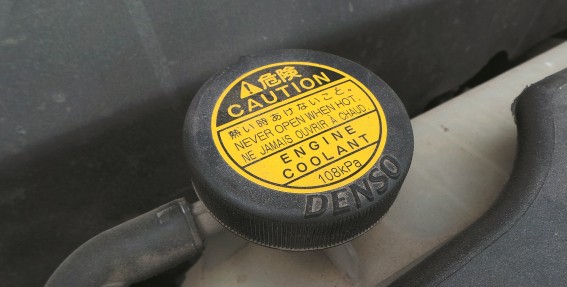 ⚠危険
CAUTION
熱い時あけないこと。
NEVER OPEN WHEN HOT.
NE JAMAIS OUVRIR À CHAUD.
ENGINE
COOLANT
108kPa
DENSO